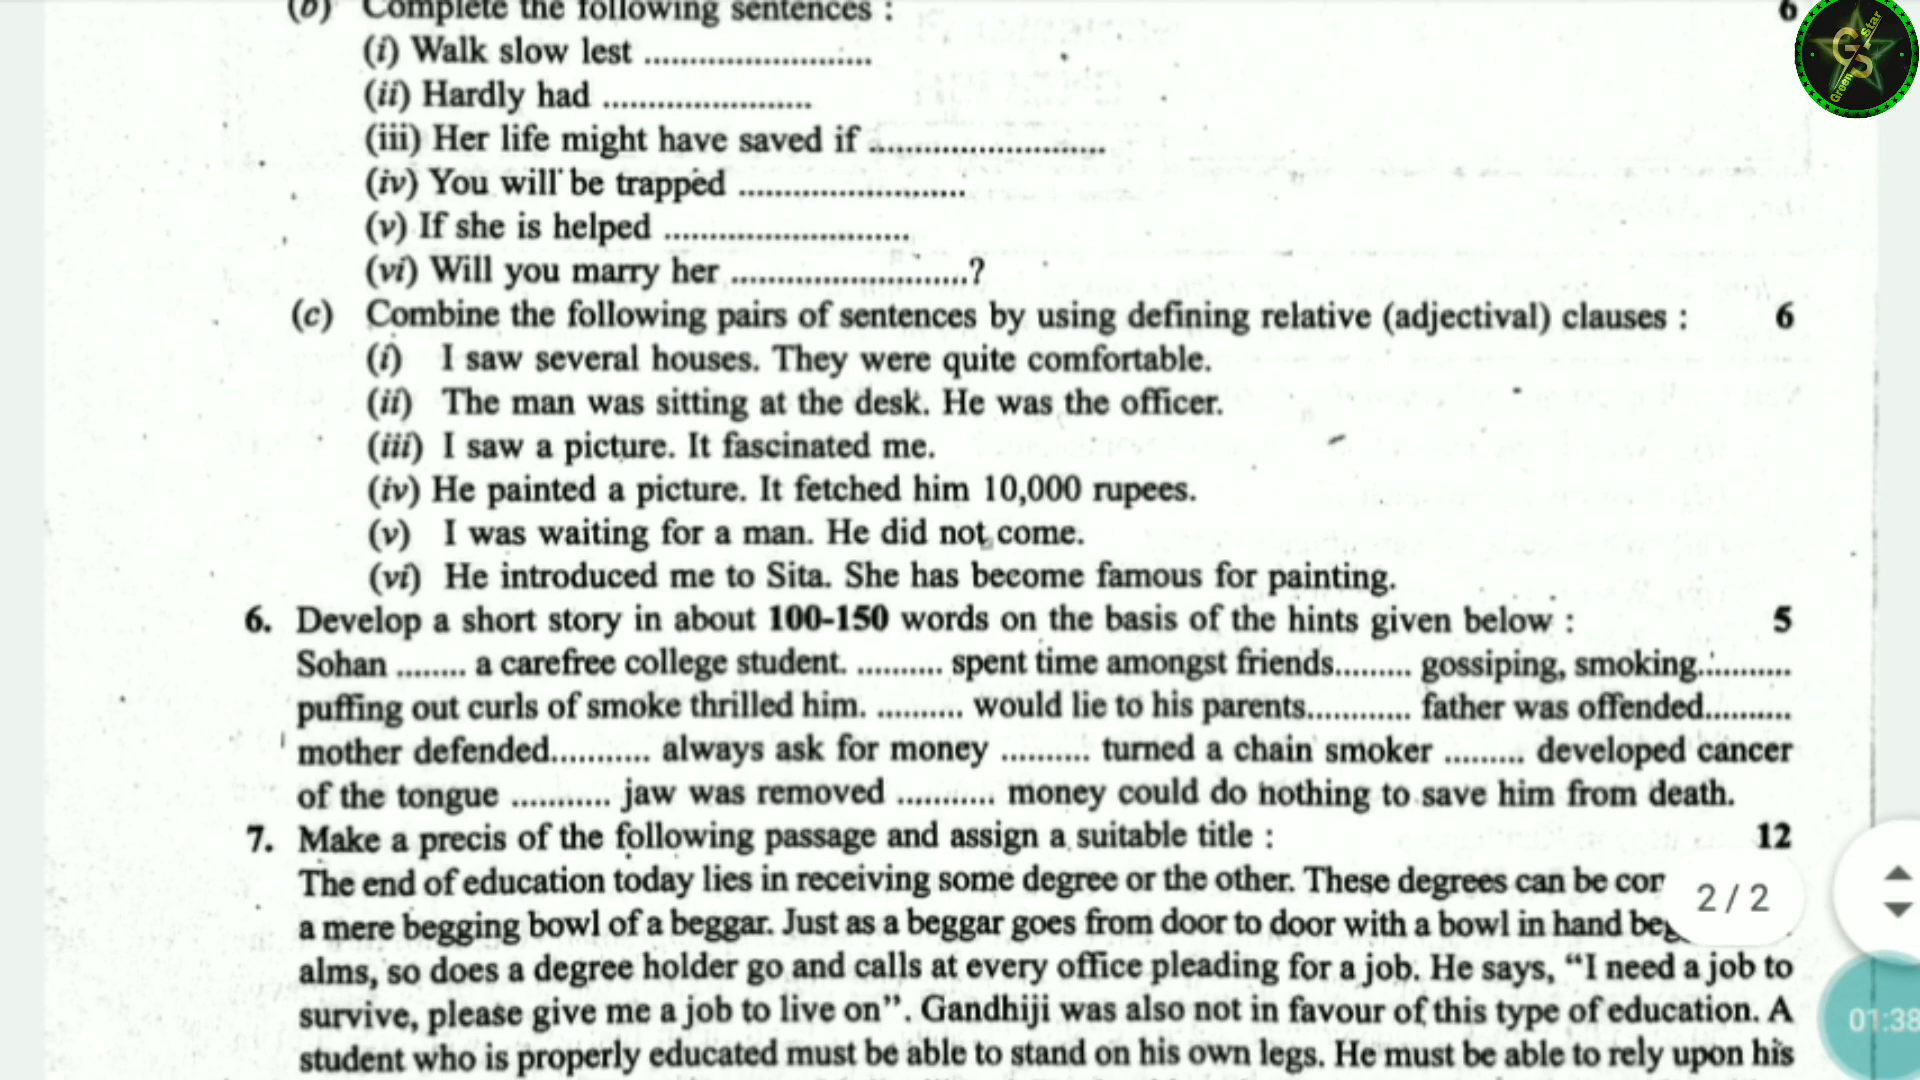 (b) Complete the following sentences : 6
(i) Walk slow lest .........................
(ii) Hardly had .......................
(iii) Her life might have saved if ..........................
(iv) You will be trapped .........................
(v) If she is helped ...........................
(vi) Will you marry her ..........................?
(c) Combine the following pairs of sentences by using defining relative (adjectival) clauses : 6
(i) I saw several houses. They were quite comfortable.
(ii) The man was sitting at the desk. He was the officer.
(iii) I saw a picture. It fascinated me.
(iv) He painted a picture. It fetched him 10,000 rupees.
(v) I was waiting for a man. He did not come.
(vi) He introduced me to Sita. She has become famous for painting.
6. Develop a short story in about 100-150 words on the basis of the hints given below : 5
Sohan ........ a carefree college student. .......... spent time amongst friends......... gossiping, smoking...........
puffing out curls of smoke thrilled him. .......... would lie to his parents............ father was offended..........
mother defended........... always ask for money .......... turned a chain smoker ......... developed cancer
of the tongue ........... jaw was removed ........... money could do nothing to save him from death.
7. Make a precis of the following passage and assign a suitable title : 12
The end of education today lies in receiving some degree or the other. These degrees can be
a mere begging bowl of a beggar. Just as a beggar goes from door to door with a bowl in hand
alms, so does a degree holder go and calls at every office pleading for a job. He says, “I need a job to
survive, please give me a job to live on”. Gandhiji was also not in favour of this type of education. A
student who is properly educated must be able to stand on his own legs. He must be able to rely upon his
2 / 2
01:38
GS
Green star